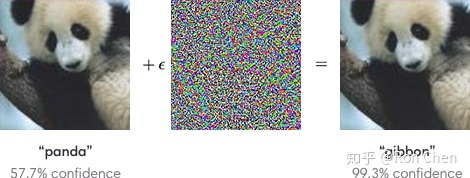 + ϵ =
“panda” “gibbon”
57.7% confidence 99.3% confidence
知乎 @Ron Chen